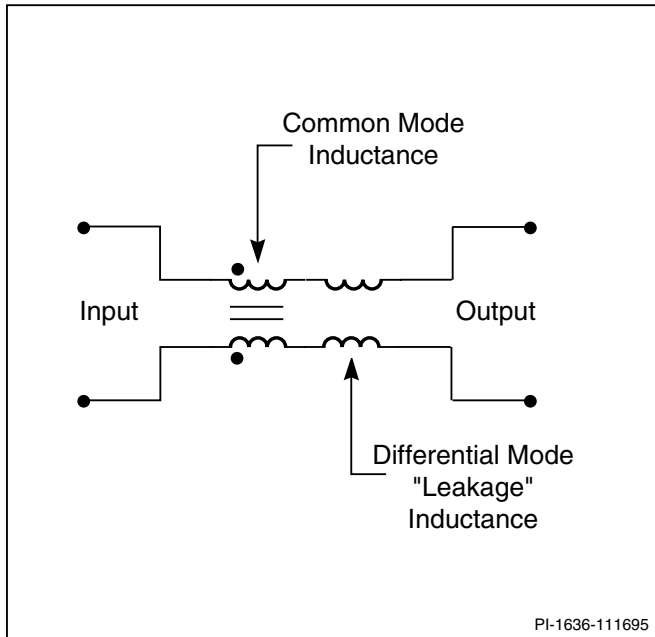 Common Mode
Inductance
Input
Output
Differential Mode
"Leakage"
Inductance
PI-1636-111695